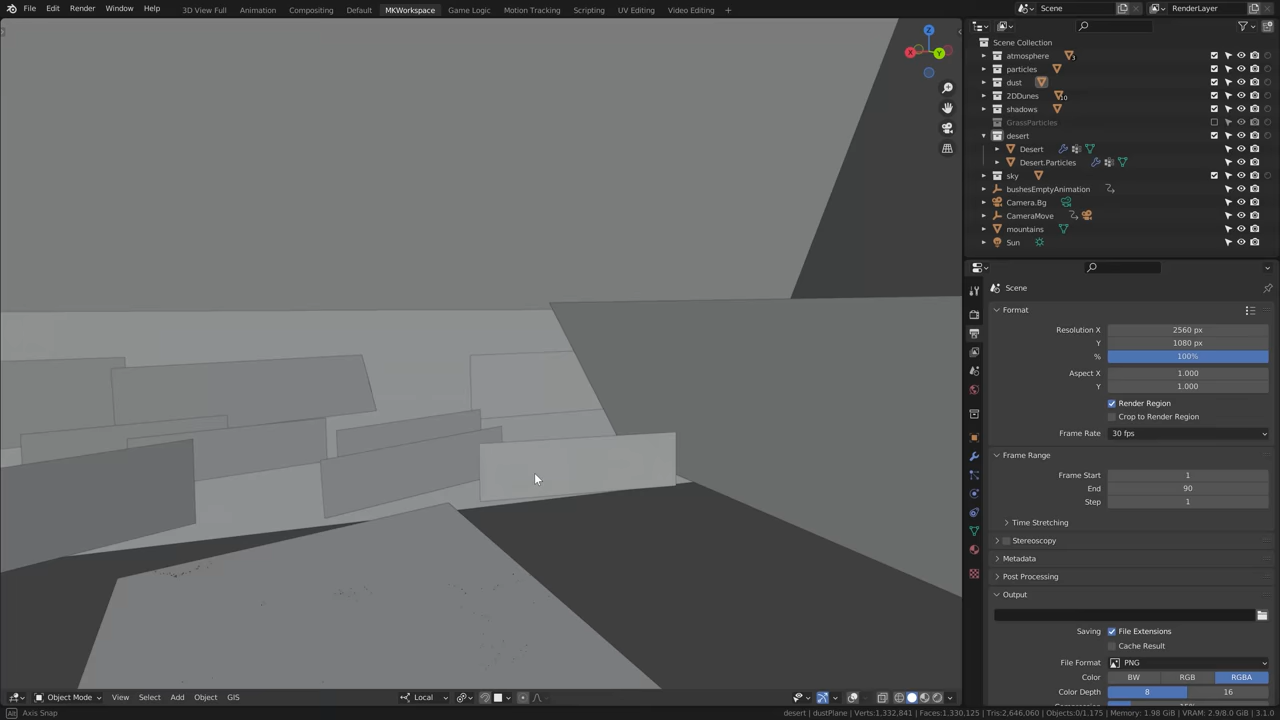 File Edit Render Window Help 3D View Full Animation Compositing Default MKWorkspace Game Logic Motion Tracking Scripting UV Editing Video Editing + Scene RenderLayer
Z
X Y
Scene Collection
atmosphere 3
particles
dust
2DDunes 10
shadows
GrassParticles
desert
Desert
Desert.Particles
sky
bushesEmptyAnimation
Camera.Bg
CameraMove
mountains
Sun
Scene
Format
Resolution X 2560 px
Y 1080 px
% 100%
Aspect X 1.000
Y 1.000
Render Region
Crop to Render Region
Frame Rate 30 fps
Frame Range
Frame Start 1
End 90
Step 1
Time Stretching
Stereoscopy
Metadata
Post Processing
Output
Saving File Extensions
Cache Result
File Format PNG
Color BW RGB RGBA
Color Depth 8 16
Object Mode View Select Add Object GIS Local
Alt Axis Snap desert | dustPlane | Verts:1,332,841 | Faces:1,330,125 | Tris:2,646,060 | Objects:0/1,175 | Memory: 1.98 GiB | VRAM: 2.9/8.0 GiB | 3.1.0